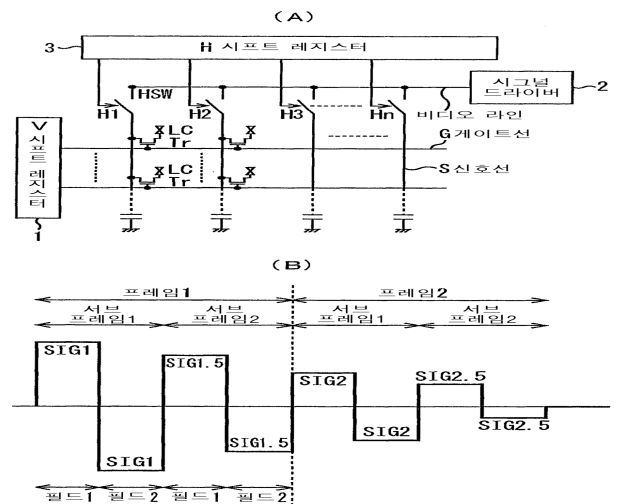 (A)
3
H 시프트 레지스터
HSW
시그널
드라이버
2
H1
H2
H3
Hn
비디오 라인
G게이트선
LC
Tr
LC
Tr
S신호선
V
시프트 레지스터
1
(B)
프레임1
프레임2
서브
프레임1
서브
프레임2
서브
프레임1
서브
프레임2
SIG1
SIG1.5
SIG2
SIG2.5
SIG1
SIG1.5
SIG2
SIG2.5
필드1
필드2
필드1
필드2